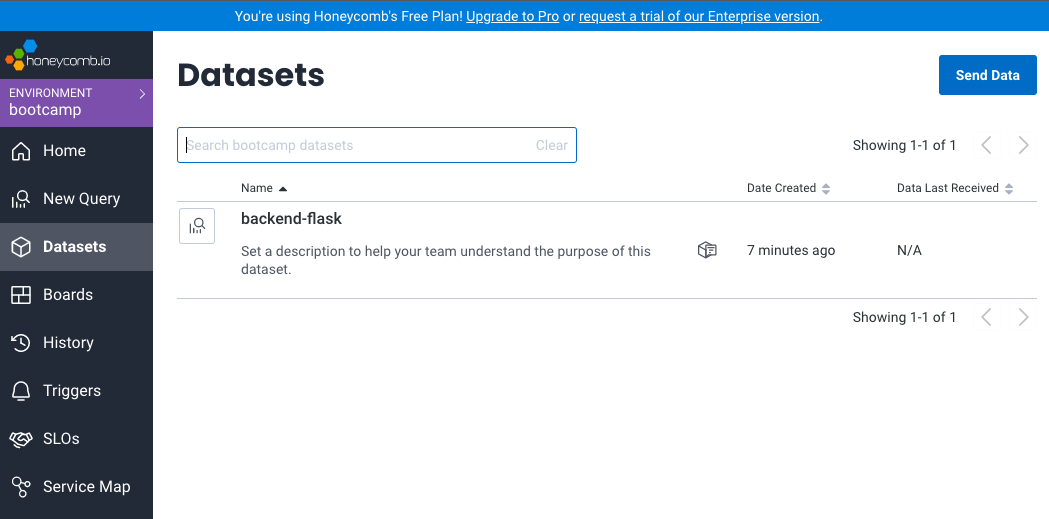 You're using Honeycomb's Free Plan! Upgrade to Pro or request a trial of our Enterprise version.
honeycomb.io
ENVIRONMENT
bootcamp
Home
New Query
Datasets
Boards
History
Triggers
SLOs
Service Map
Datasets
Send Data
Search bootcamp datasets Clear
Showing 1-1 of 1
Name Date Created Data Last Received
backend-flask
Set a description to help your team understand the purpose of this
dataset.
7 minutes ago
N/A
Showing 1-1 of 1